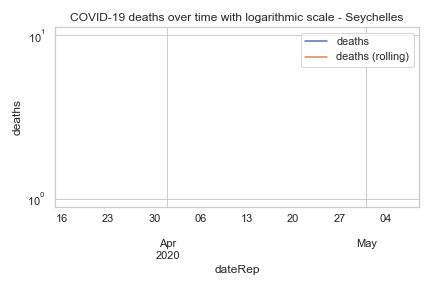 COVID-19 deaths over time with logarithmic scale - Seychelles
10¹
deaths
deaths (rolling)
deaths
10⁰
16 23 30 06 13 20 27 04
Apr May
2020
dateRep